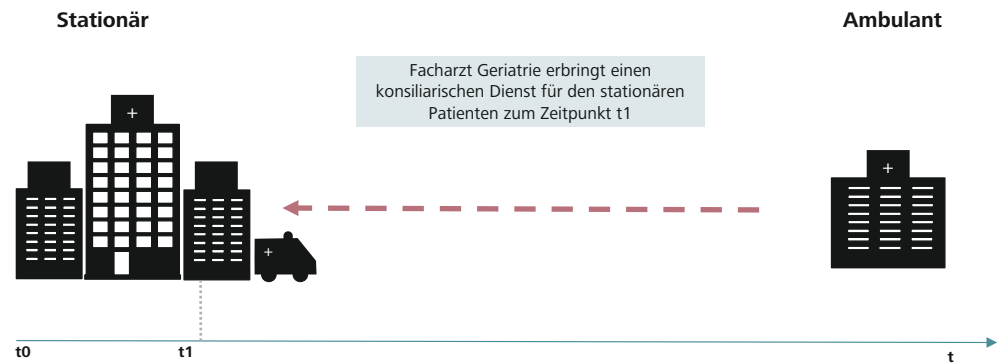 Stationär
Ambulant
Facharzt Geriatrie erbringt einen
konsiliarischen Dienst für den stationären
Patienten zum Zeitpunkt t1
t0
t1
t